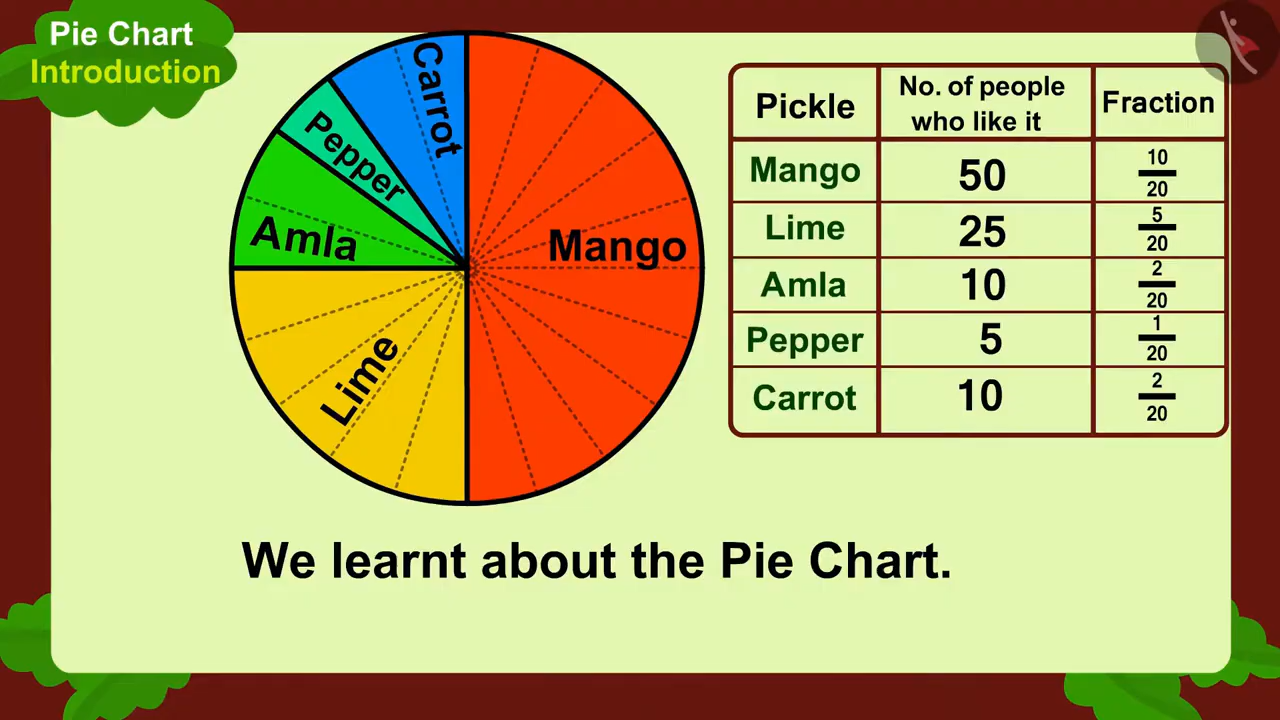 Pie Chart
Introduction
Carrot
Pepper
Amla
Mango
Lime
Pickle No. of people who like it Fraction
Mango 50 10/20
Lime 25 5/20
Amla 10 2/20
Pepper 5 1/20
Carrot 10 2/20
We learnt about the Pie Chart.